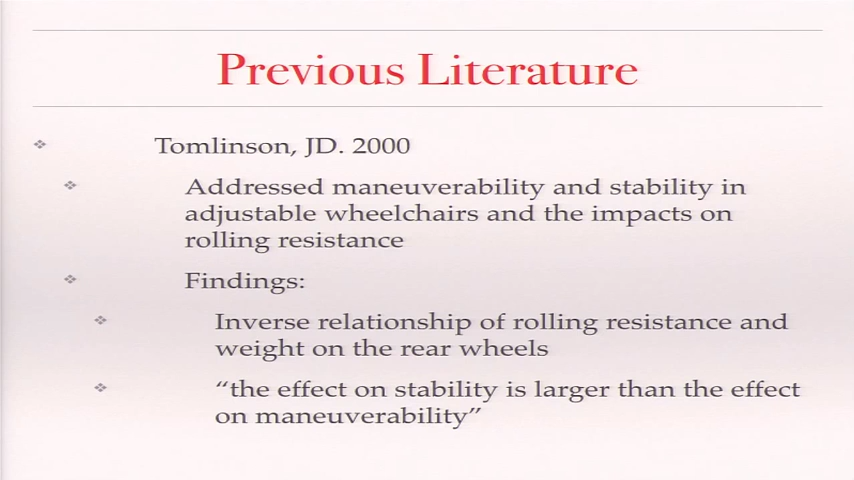 Previous Literature
Tomlinson, JD. 2000
Addressed maneuverability and stability in
adjustable wheelchairs and the impacts on
rolling resistance
Findings:
Inverse relationship of rolling resistance and
weight on the rear wheels
“the effect on stability is larger than the effect
on maneuverability”